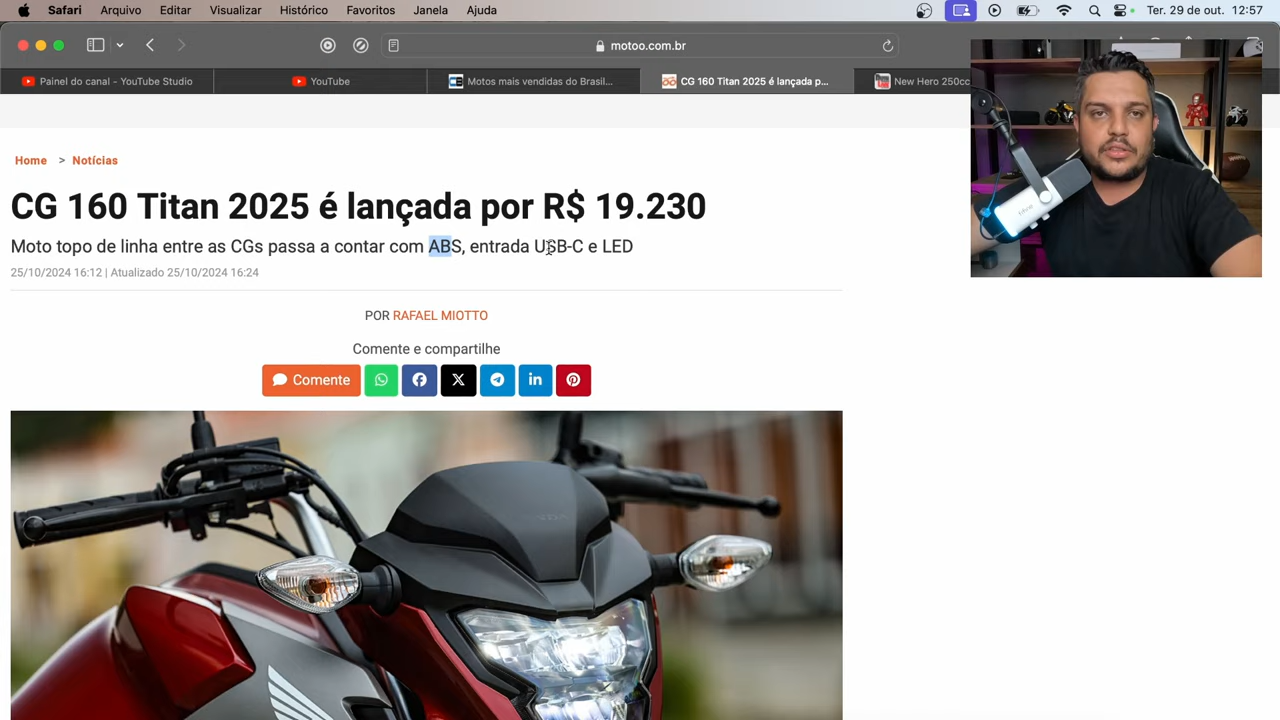 Safari Arquivo Editar Visualizar Histórico Favoritos Janela Ajuda Ter. 29 de out. 12:57
motoo.com.br
Painel do canal - YouTube Studio
YouTube
Motos mais vendidas do Brasil...
CG 160 Titan 2025 é lançada p...
New Hero 250cc
Home > Notícias
CG 160 Titan 2025 é lançada por R$ 19.230
Moto topo de linha entre as CGs passa a contar com ABS, entrada USB-C e LED
25/10/2024 16:12 | Atualizado 25/10/2024 16:24
POR RAFAEL MIOTTO
Comente e compartilhe
Comente